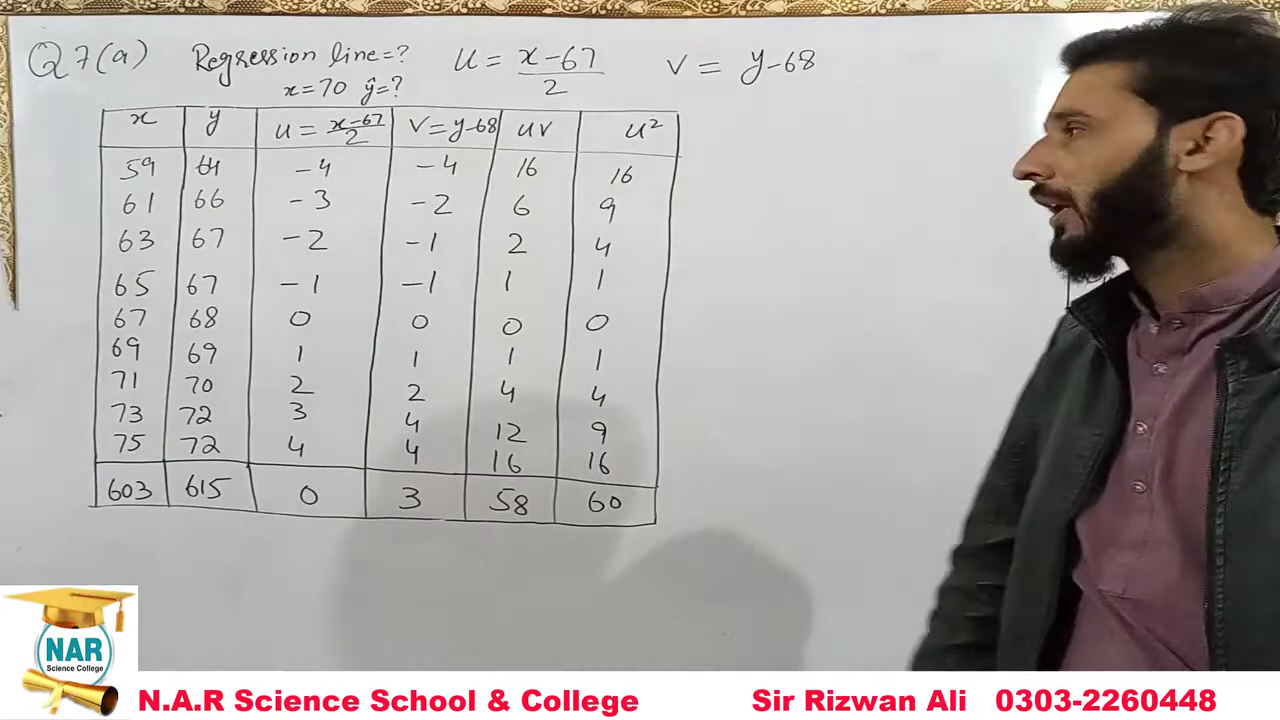 Q7(a) Regression line=? u = x-67/2 v = y-68
x=70 ŷ=?
x y u = x-67/2 v=y-68 uv u²
59 64 -4 -4 16 16
61 66 -3 -2 6 9
63 67 -2 -1 2 4
65 67 -1 -1 1 1
67 68 0 0 0 0
69 69 1 1 1 1
71 70 2 2 4 4
73 72 3 4 12 9
75 72 4 4 16 16
603 615 0 3 58 60
NAR
Science College
N.A.R Science School & College Sir Rizwan Ali 0303-2260448